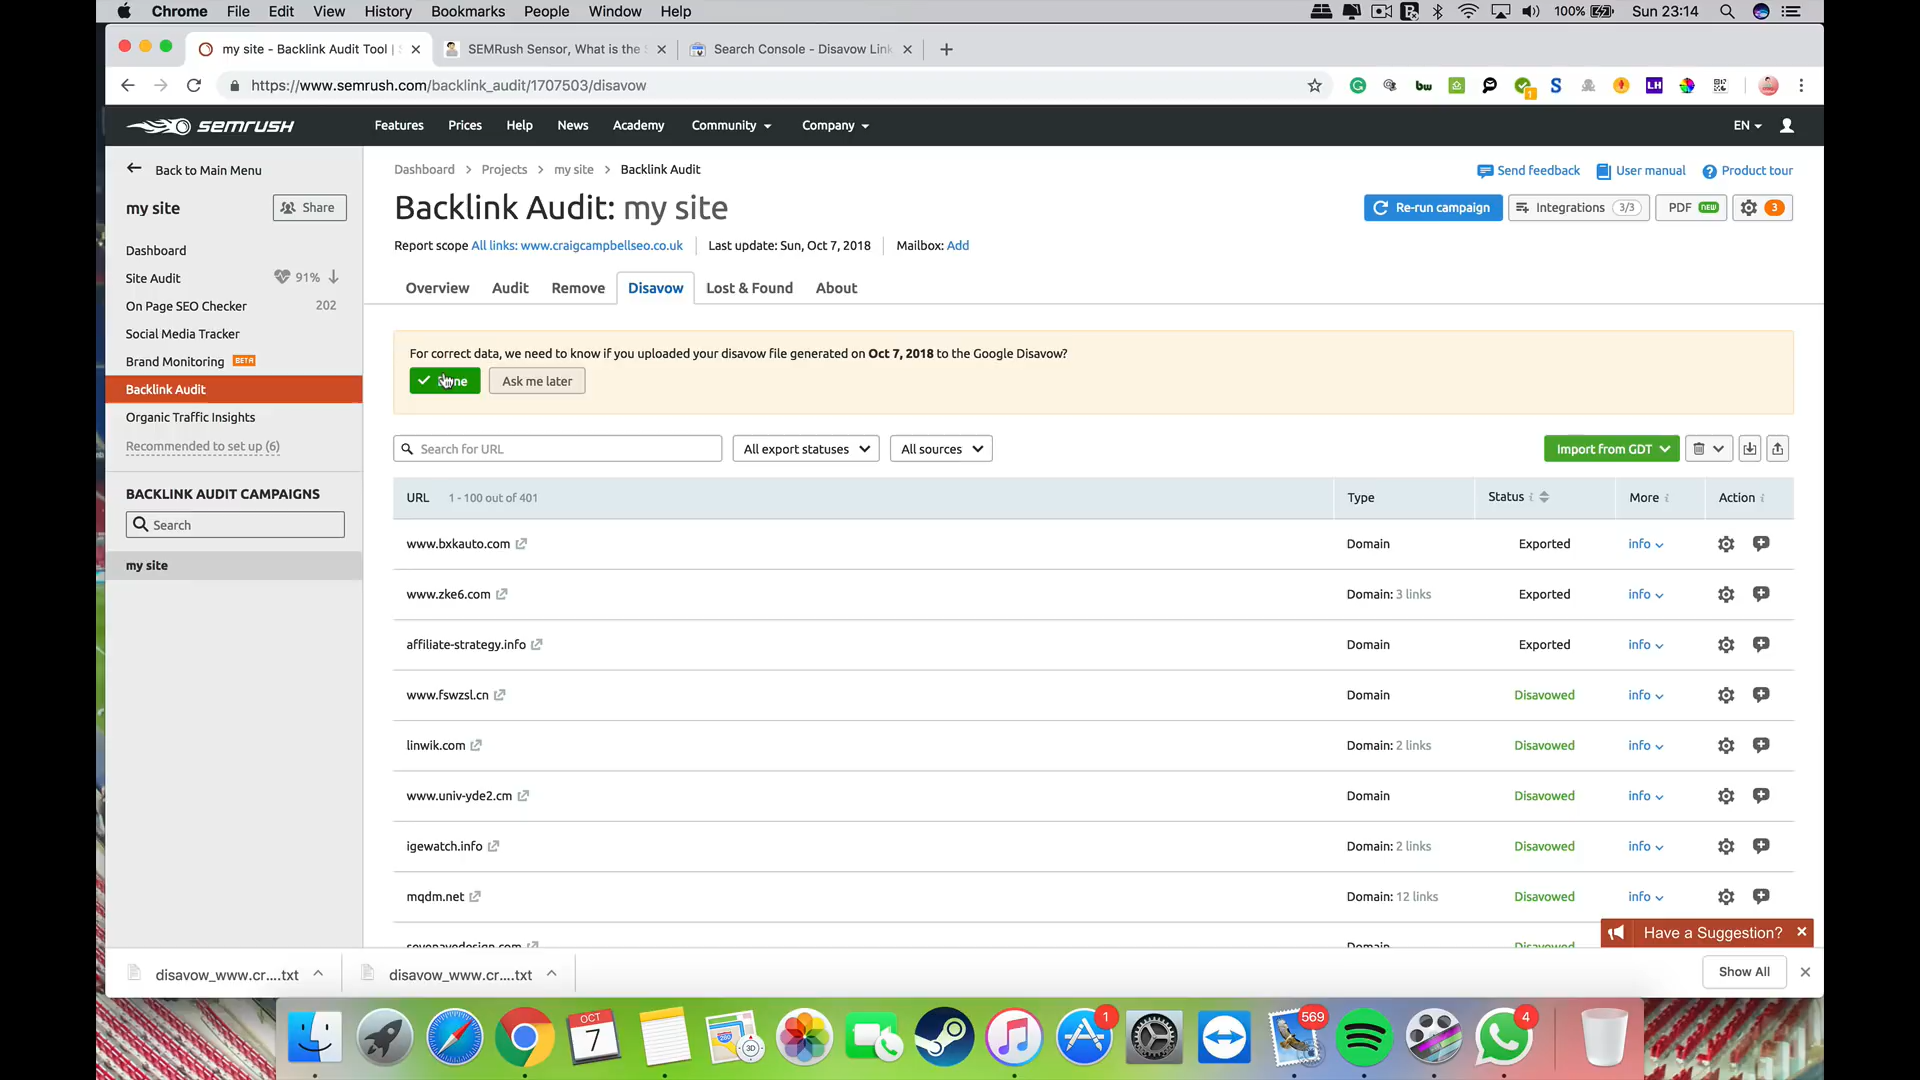 Chrome File Edit View History Bookmarks People Window Help 100% Sun 23:14
my site - Backlink Audit Tool | SEMRush Sensor, What is the Search Console - Disavow Link
https://www.semrush.com/backlink_audit/1707503/disavow
SEMRUSH Features Prices Help News Academy Community Company EN
Back to Main Menu
my site Share
Dashboard
Site Audit 91%
On Page SEO Checker 202
Social Media Tracker
Brand Monitoring BETA
Backlink Audit
Organic Traffic Insights
Recommended to set up (6)
BACKLINK AUDIT CAMPAIGNS
Search
my site
Dashboard > Projects > my site > Backlink Audit
Send feedback User manual Product tour
Backlink Audit: my site
Re-run campaign Integrations 3/3 PDF NEW 3
Report scope All links: www.craigcampbellseo.co.uk Last update: Sun, Oct 7, 2018 Mailbox: Add
Overview Audit Remove Disavow Lost & Found About
For correct data, we need to know if you uploaded your disavow file generated on Oct 7, 2018 to the Google Disavow?
Ask me later
Search for URL All export statuses All sources Import from GDT
URL 1 - 100 out of 401 Type Status i More i Action i
www.bxkauto.com Domain Exported info
www.zke6.com Domain: 3 links Exported info
affiliate-strategy.info Domain Exported info
www.fswzsl.cn Domain Disavowed info
linwik.com Domain: 2 links Disavowed info
www.univ-yde2.cm Domain Disavowed info
igewatch.info Domain: 2 links Disavowed info
mqdm.net Domain: 12 links Disavowed info
sevenavedesign.com Domain Disavowed
Have a Suggestion?
disavow_www.cr....txt disavow_www.cr....txt Show All
OCT
7
3D
1
569
4